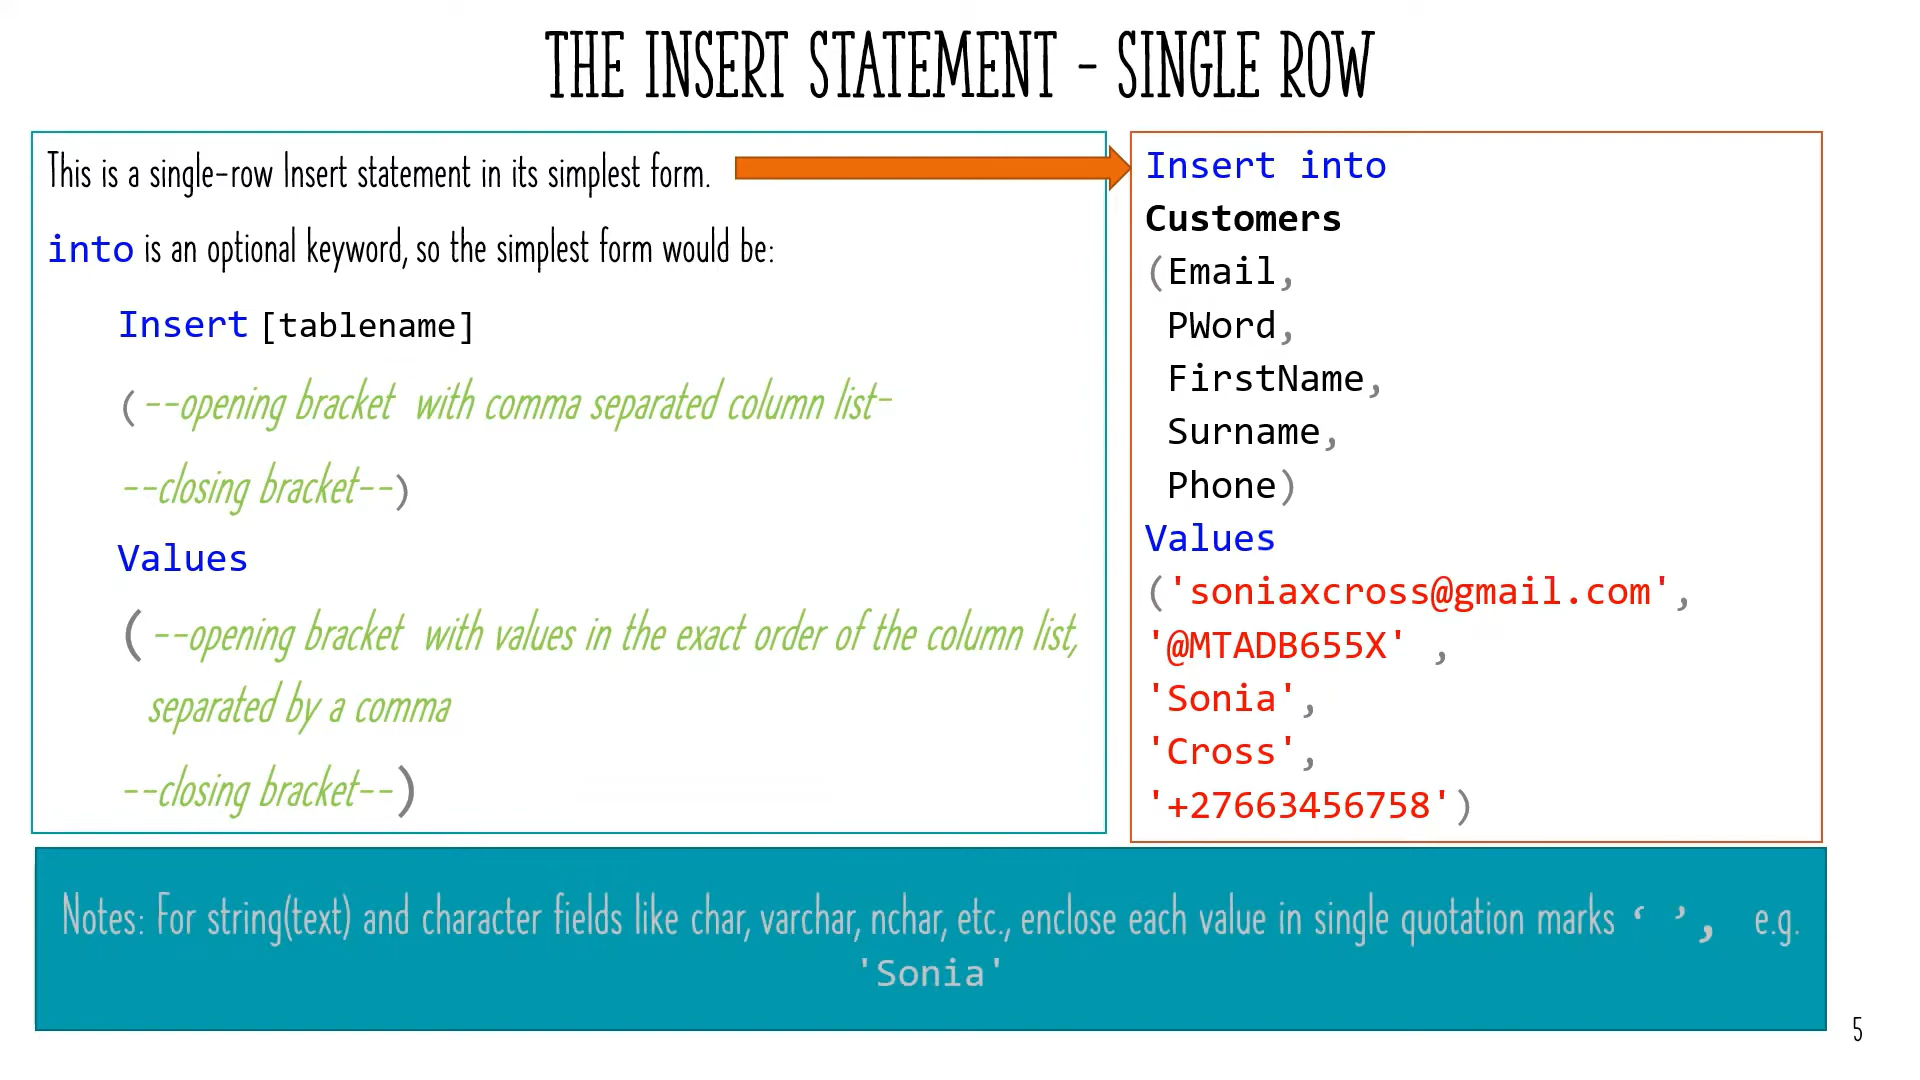 THE INSERT STATEMENT - SINGLE ROW
This is a single-row Insert statement in its simplest form.
into is an optional keyword, so the simplest form would be:
Insert [tablename]
(--opening bracket with comma separated column list-
--closing bracket--)
Values
(--opening bracket with values in the exact order of the column list,
separated by a comma
--closing bracket--)
Insert into
Customers
(Email,
PWord,
FirstName,
Surname,
Phone)
Values
('soniaxcross@gmail.com',
'@MTADB655X' ,
'Sonia',
'Cross',
'+27663456758')
Notes: For string(text) and character fields like char, varchar, nchar, etc., enclose each value in single quotation marks ‘ ’, e.g.
'Sonia'
5